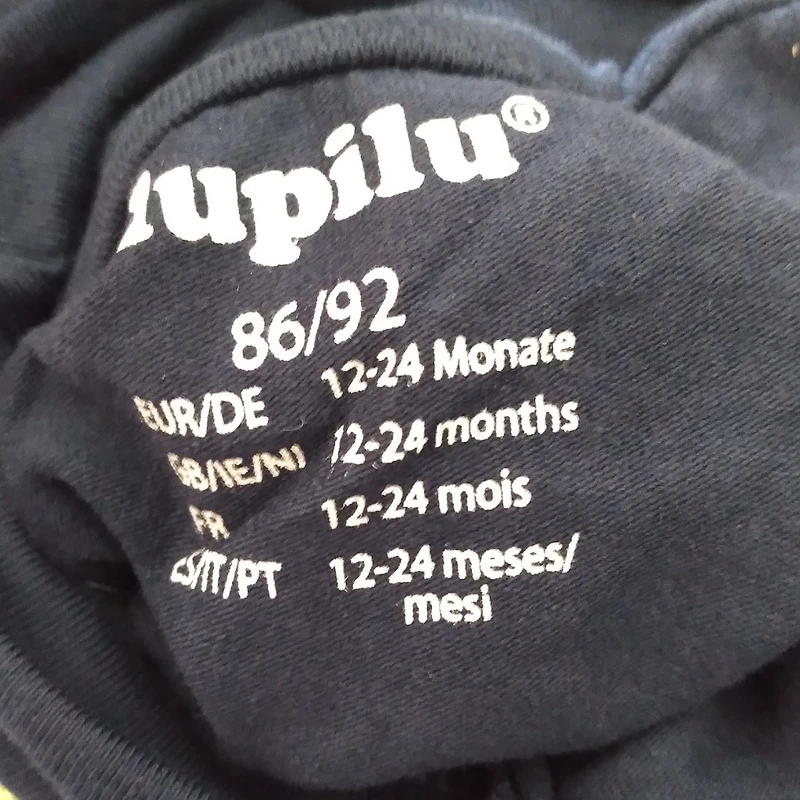 lupilu®
86/92
EUR/DE 12-24 Monate
GB/IE/NI 12-24 months
FR 12-24 mois
ES/IT/PT 12-24 meses/
mesi